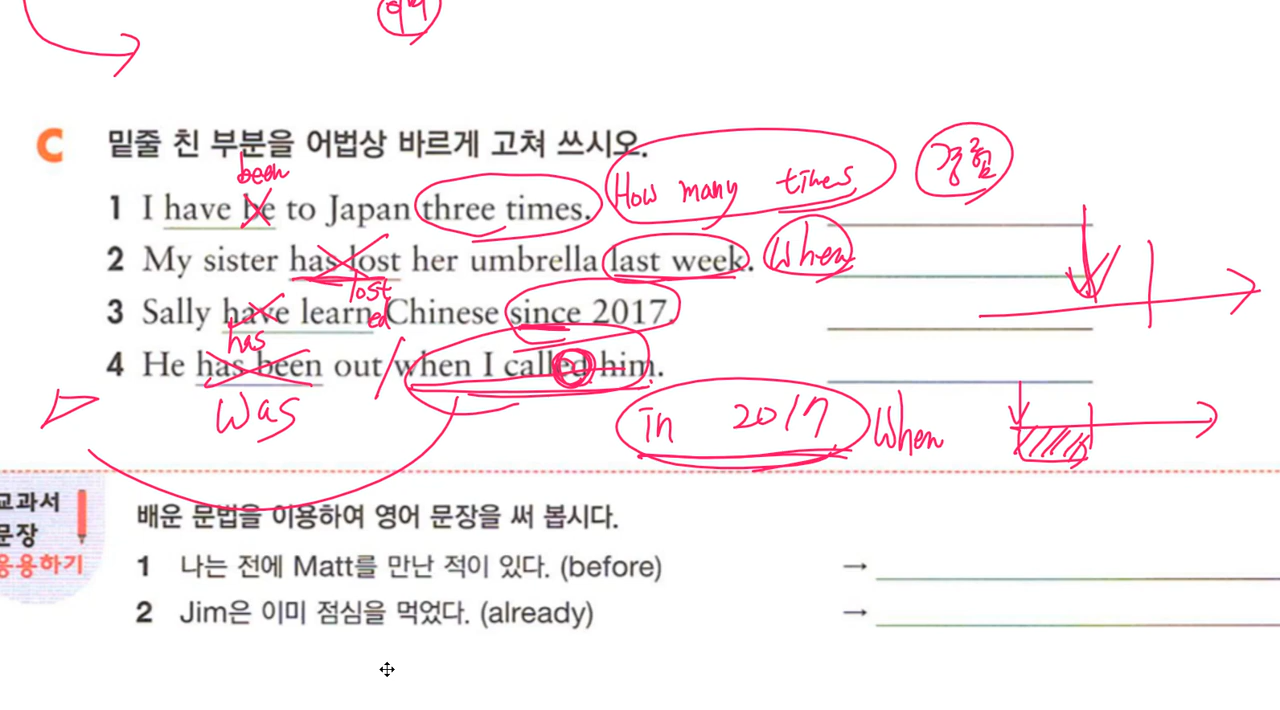 C 밑줄 친 부분을 어법상 바르게 고쳐 쓰시오.
How many times
경험
been
1 I have be to Japan three times.
2 My sister has lost her umbrella last week. When
lost
3 Sally have learn Chinese since 2017.
ed
has
4 He has been out when I called him.
was
in 2017 When
교과서
문장
응용하기
배운 문법을 이용하여 영어 문장을 써 봅시다.
1 나는 전에 Matt를 만난 적이 있다. (before) →
2 Jim은 이미 점심을 먹었다. (already) →